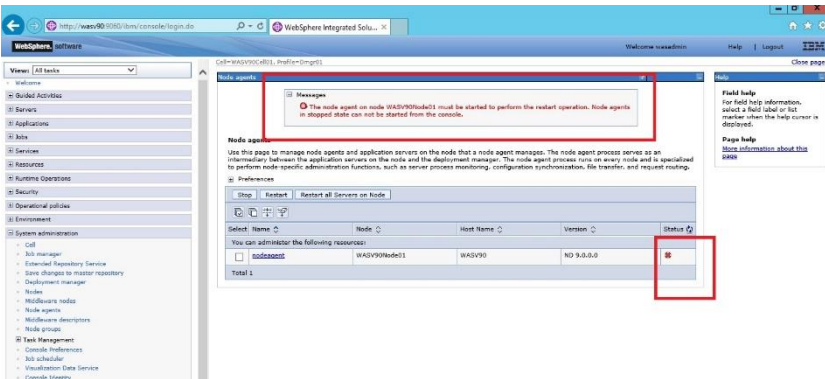 http://wasv90:9060/ibm/console/login.do
WebSphere Integrated Solu...
WebSphere. software
Welcome wasadmin
Help | Logout
IBM
Cell=WASV90Cell01, Profile=Dmgr01
Close page
View: All tasks
Welcome
Guided Activities
Servers
Applications
Jobs
Services
Resources
Runtime Operations
Security
Operational policies
Environment
System administration
Cell
Job manager
Extended Repository Service
Save changes to master repository
Deployment manager
Nodes
Middleware nodes
Node agents
Middleware descriptors
Node groups
Task Management
Console Preferences
Job scheduler
Visualization Data Service
Console Identity
Node agents
Messages
The node agent on node WASV90Node01 must be started to perform the restart operation. Node agents
in stopped state can not be started from the console.
Node agents
Use this page to manage node agents and application servers on the node that a node agent manages. The node agent process serves as an
intermediary between the application servers on the node and the deployment manager. The node agent process runs on every node and is specialized
to perform node-specific administration functions, such as server process monitoring, configuration synchronization, file transfer, and request routing.
Preferences
Stop Restart Restart all Servers on Node
Select Name Node Host Name Version Status
You can administer the following resources:
nodeagent WASV90Node01 WASV90 ND 9.0.0.0
Total 1
Help
Field help
For field help information,
select a field label or list
marker when the help cursor is
displayed.
Page help
More information about this
page